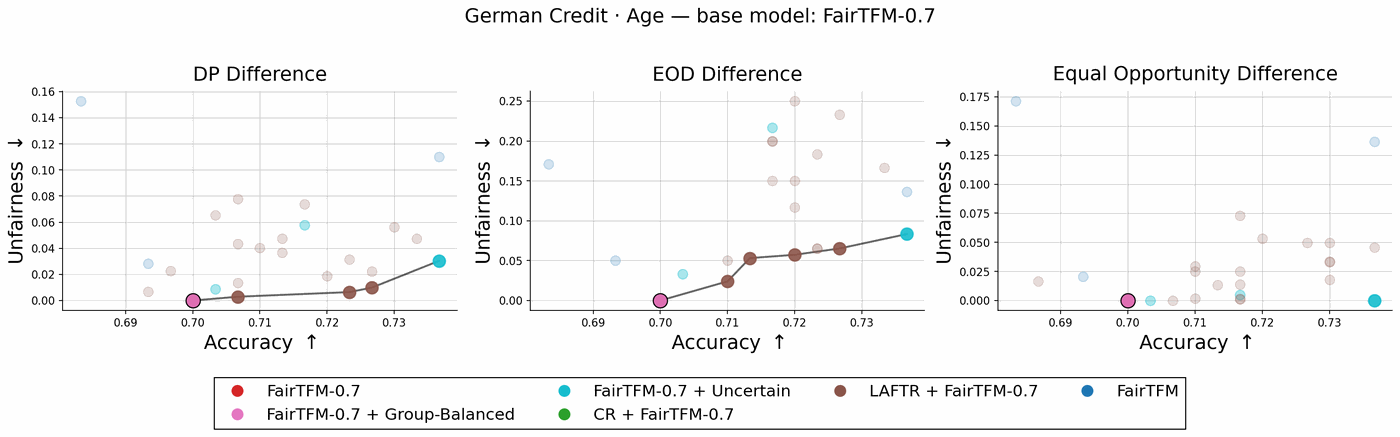 German Credit · Age — base model: FairTFM-0.7
DP Difference
EOD Difference
Equal Opportunity Difference
Unfairness ↓
0.16
0.14
0.12
0.10
0.08
0.06
0.04
0.02
0.00
0.69
0.70
0.71
0.72
0.73
Accuracy ↑
Unfairness ↓
0.25
0.20
0.15
0.10
0.05
0.00
0.69
0.70
0.71
0.72
0.73
Accuracy ↑
Unfairness ↓
0.175
0.150
0.125
0.100
0.075
0.050
0.025
0.000
0.69
0.70
0.71
0.72
0.73
Accuracy ↑
FairTFM-0.7
FairTFM-0.7 + Uncertain
LAFTR + FairTFM-0.7
FairTFM
FairTFM-0.7 + Group-Balanced
CR + FairTFM-0.7